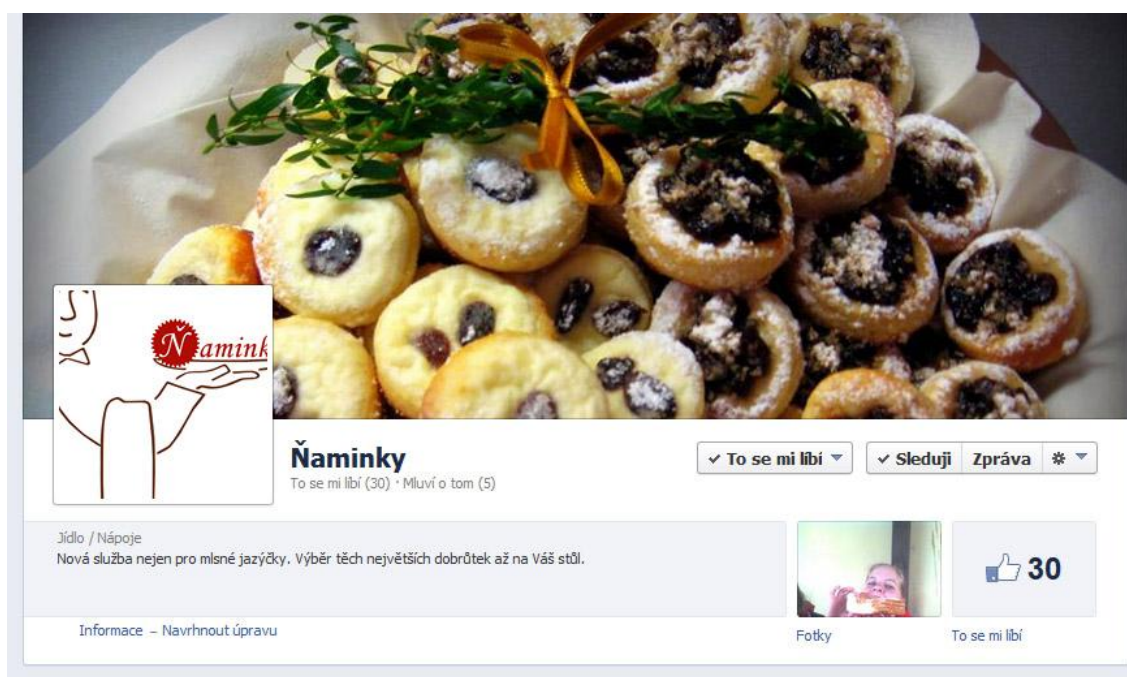 Ňamink
Ňaminky
To se mi líbí (30) · Mluví o tom (5)
To se mi líbí
Sleduji
Zpráva
Jídlo / Nápoje
Nová služba nejen pro mlsné jazýčky. Výběr těch největších dobrůtek až na Váš stůl.
30
Informace – Navrhnout úpravu
Fotky
To se mi líbí